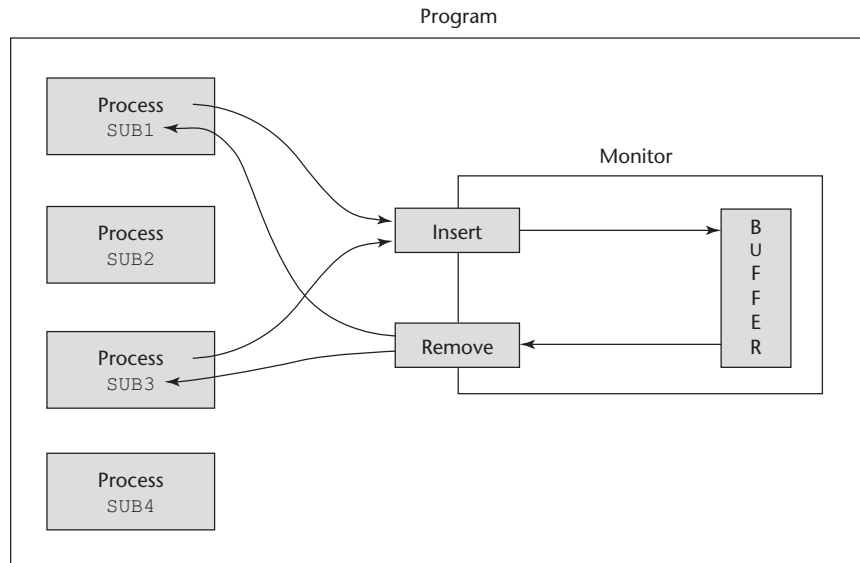 Program
Process
SUB1
Process
SUB2
Process
SUB3
Process
SUB4
Monitor
Insert
Remove
B
U
F
F
E
R